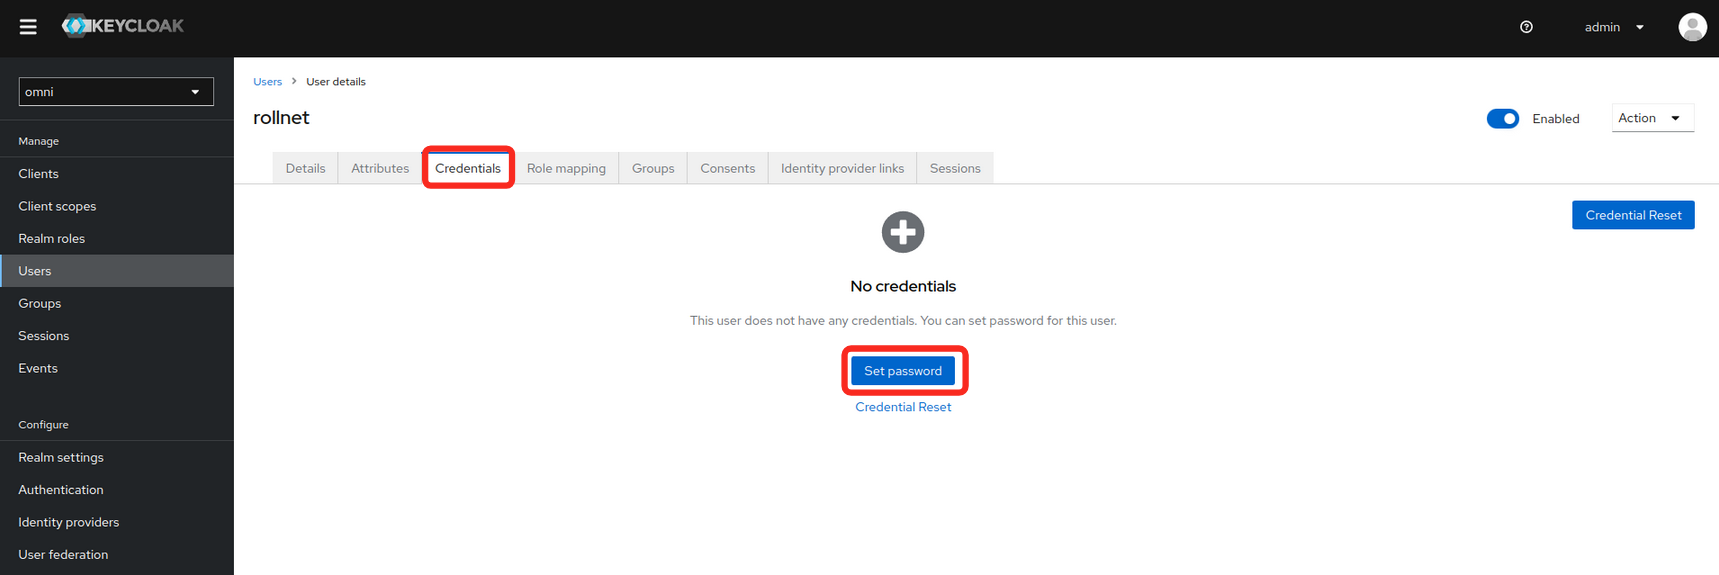 KEYCLOAK
admin
omni
Manage
Clients
Client scopes
Realm roles
Users
Groups
Sessions
Events
Configure
Realm settings
Authentication
Identity providers
User federation
Users > User details
rollnet
Enabled
Action
Details Attributes Credentials Role mapping Groups Consents Identity provider links Sessions
Credential Reset
No credentials
This user does not have any credentials. You can set password for this user.
Set password
Credential Reset